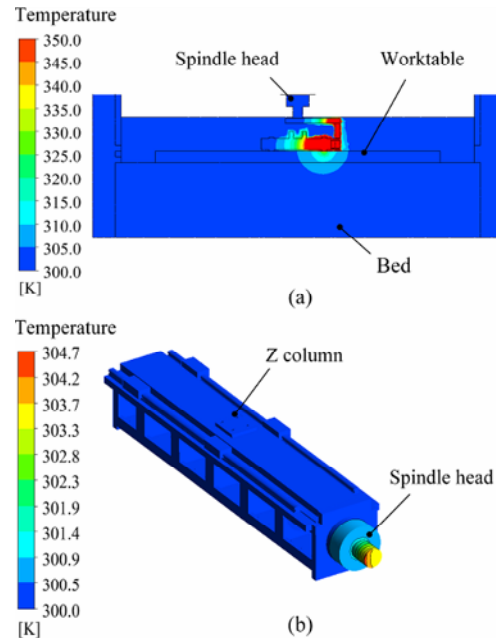 Temperature
350.0
345.0
340.0
335.0
330.0
325.0
320.0
315.0
310.0
305.0
300.0
[K]
Spindle head
Worktable
Bed
(a)
Temperature
304.7
304.2
303.7
303.3
302.8
302.3
301.9
301.4
300.9
300.5
300.0
[K]
Z column
Spindle head
(b)